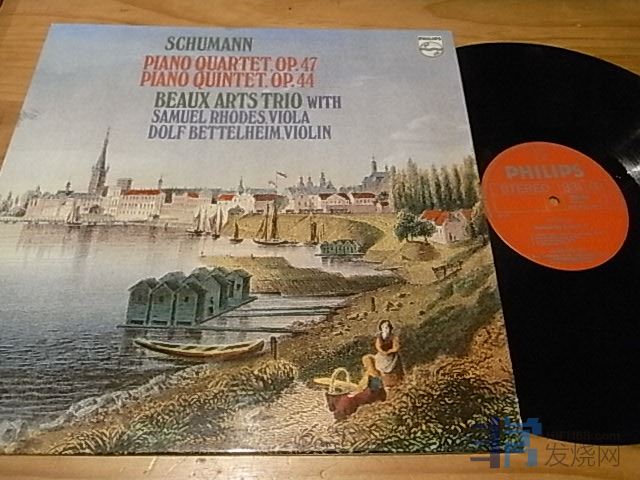 SCHUMANN
PIANO QUARTET, OP. 47
PIANO QUINTET, OP. 44
BEAUX ARTS TRIO WITH
SAMUEL RHODES, VIOLA
DOLF BETTELHEIM, VIOLIN
PHILIPS
PHILIPS
STEREO
发烧网